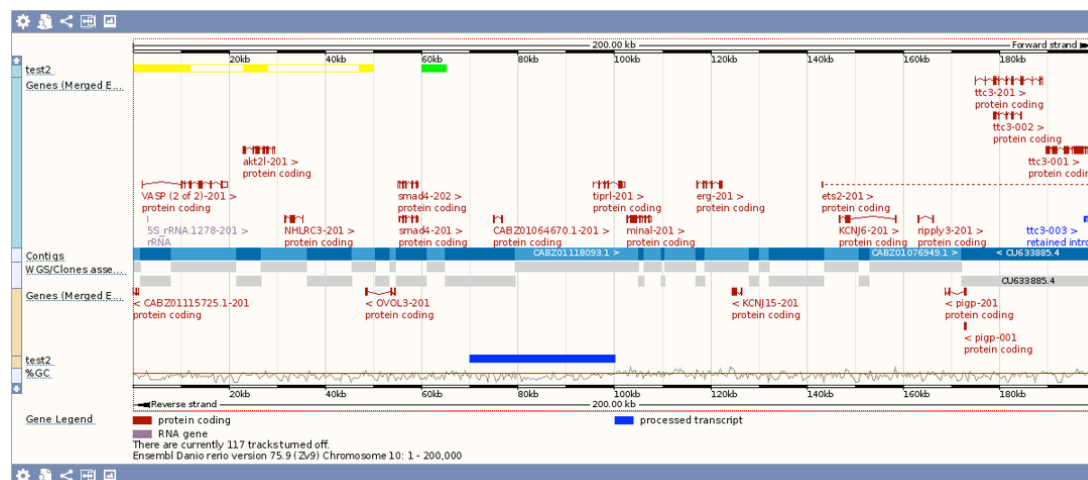 200.00 kb Forward strand
20kb 40kb 60kb 80kb 100kb 120kb 140kb 160kb 180kb
test2
Genes (Merged E...
ttc3-201 >
protein coding
ttc3-002 >
protein coding
akt2l-201 > ttc3-001 >
protein coding protein codin
VASP (2 of 2)-201 > smad4-202 > tiprl-201 > erg-201 > ets2-201 >
protein coding protein coding protein coding protein coding protein coding
5S_rRNA.1278-201 > NHLRC3-201 > smad4-201 > CABZ01064670.1-201 > minal-201 > KCNJ6-201 > ripply3-201 > ttc3-003 >
rRNA protein coding protein coding protein coding protein coding protein coding protein coding retained intro
Contigs CABZ01118093.1 > CABZ01076949.1 > < CU633885.4
WGS/Clones asse...
CU633885.4
Genes (Merged E...
< CABZ01115725.1-201 < OVOL3-201 < KCNJ15-201 < pigp-201
protein coding protein coding protein coding protein coding
< pigp-001
protein coding
test2
%GC
20kb 40kb 60kb 80kb 100kb 120kb 140kb 160kb 180kb
Reverse strand 200.00 kb
Gene Legend protein coding processed transcript
RNA gene
There are currently 117 tracks turned off.
Ensembl Danio rerio version 75.9 (Zv9) Chromosome 10: 1 - 200,000